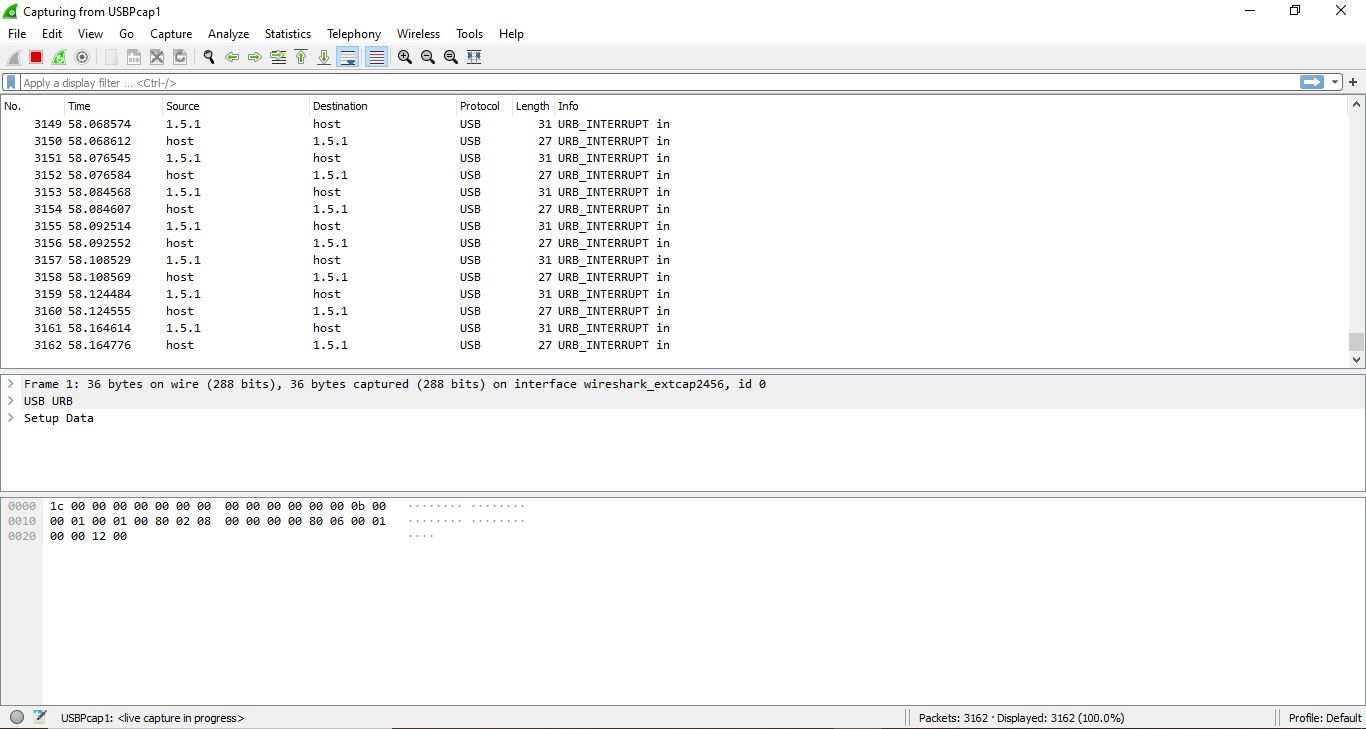 Capturing from USBPcap1
File Edit View Go Capture Analyze Statistics Telephony Wireless Tools Help
Apply a display filter ... <Ctrl-/>
No. Time Source Destination Protocol Length Info
3149 58.068574 1.5.1 host USB 31 URB_INTERRUPT in
3150 58.068612 host 1.5.1 USB 27 URB_INTERRUPT in
3151 58.076545 1.5.1 host USB 31 URB_INTERRUPT in
3152 58.076584 host 1.5.1 USB 27 URB_INTERRUPT in
3153 58.084568 1.5.1 host USB 31 URB_INTERRUPT in
3154 58.084607 host 1.5.1 USB 27 URB_INTERRUPT in
3155 58.092514 1.5.1 host USB 31 URB_INTERRUPT in
3156 58.092552 host 1.5.1 USB 27 URB_INTERRUPT in
3157 58.108529 1.5.1 host USB 31 URB_INTERRUPT in
3158 58.108569 host 1.5.1 USB 27 URB_INTERRUPT in
3159 58.124484 1.5.1 host USB 31 URB_INTERRUPT in
3160 58.124555 host 1.5.1 USB 27 URB_INTERRUPT in
3161 58.164614 1.5.1 host USB 31 URB_INTERRUPT in
3162 58.164776 host 1.5.1 USB 27 URB_INTERRUPT in
Frame 1: 36 bytes on wire (288 bits), 36 bytes captured (288 bits) on interface wireshark_extcap2456, id 0
USB URB
Setup Data
0000 1c 00 00 00 00 00 00 00 00 00 00 00 00 00 0b 00 ········ ········
0010 00 01 00 01 00 80 02 08 00 00 00 00 80 06 00 01 ········ ········
0020 00 00 12 00 ····
USBPcap1: <live capture in progress> Packets: 3162 · Displayed: 3162 (100.0%) Profile: Default